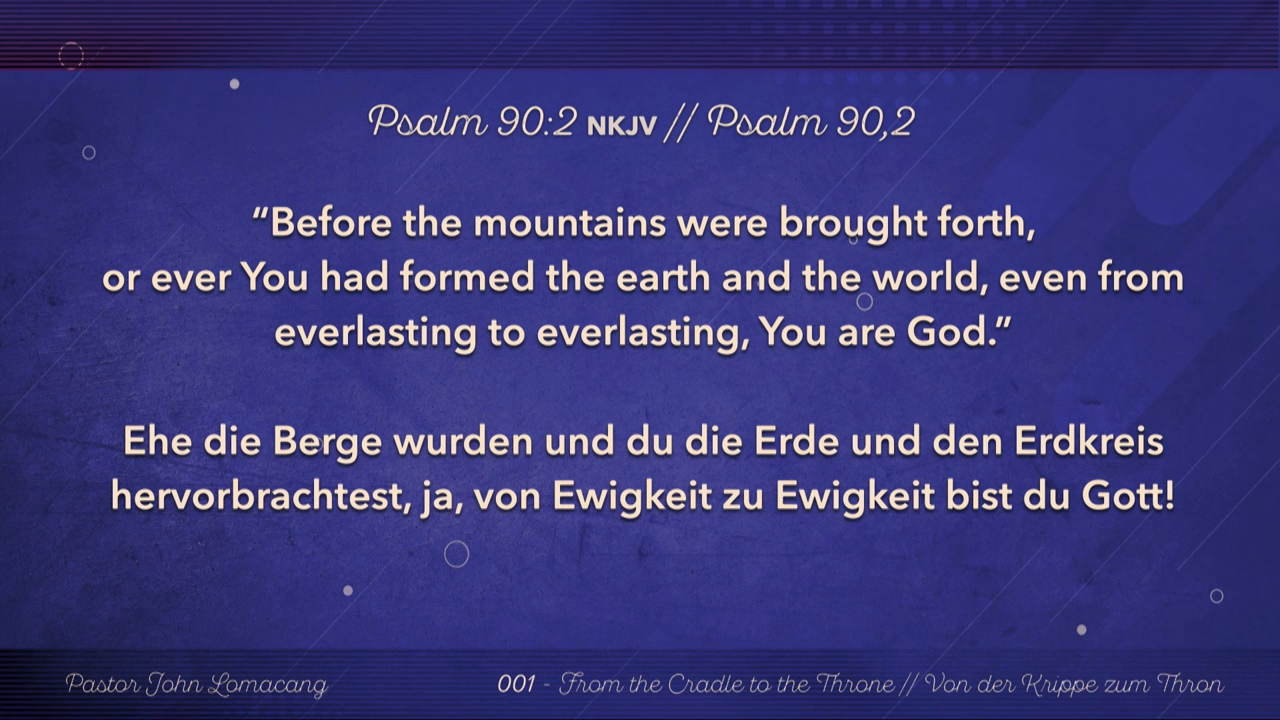 Psalm 90:2 NKJV // Psalm 90,2
“Before the mountains were brought forth,
or ever You had formed the earth and the world, even from
everlasting to everlasting, You are God.”
Ehe die Berge wurden und du die Erde und den Erdkreis
hervorbrachtest, ja, von Ewigkeit zu Ewigkeit bist du Gott!
Pastor John Lomacang
001 - From the Cradle to the Throne // Von der Krippe zum Thron